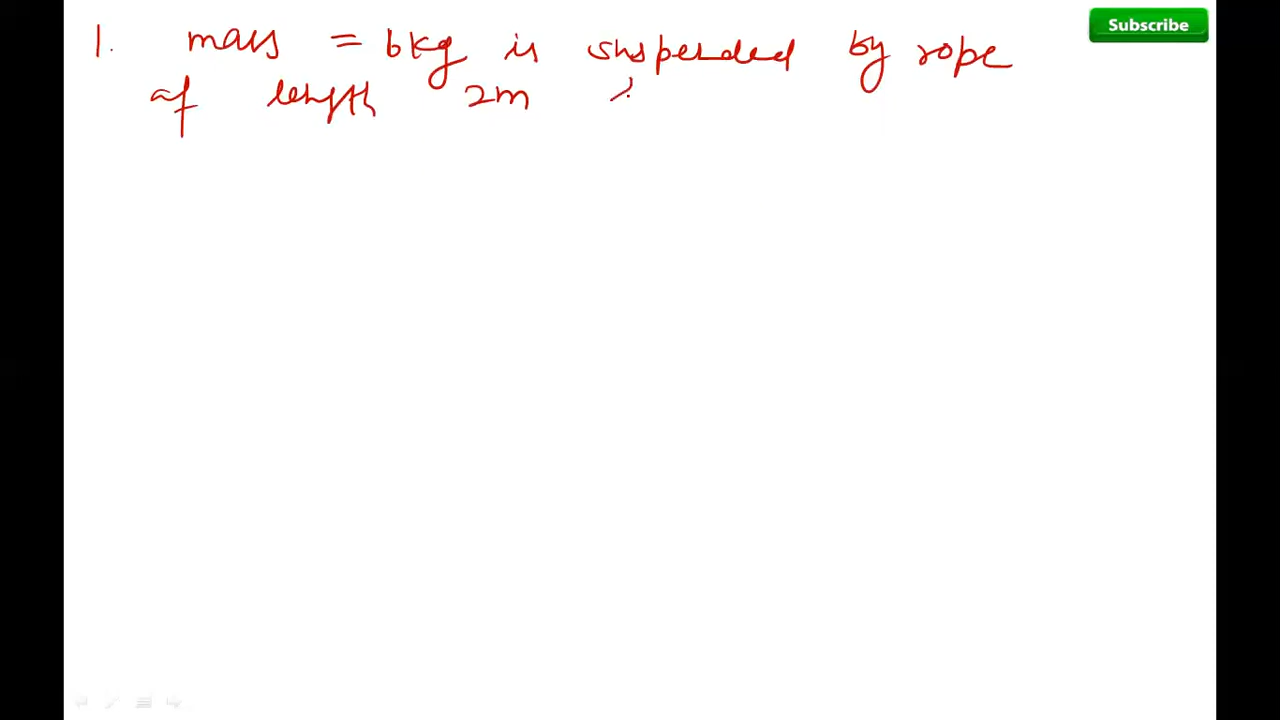 Subscribe
1. mass = 6kg is suspended by rope
of length 2m